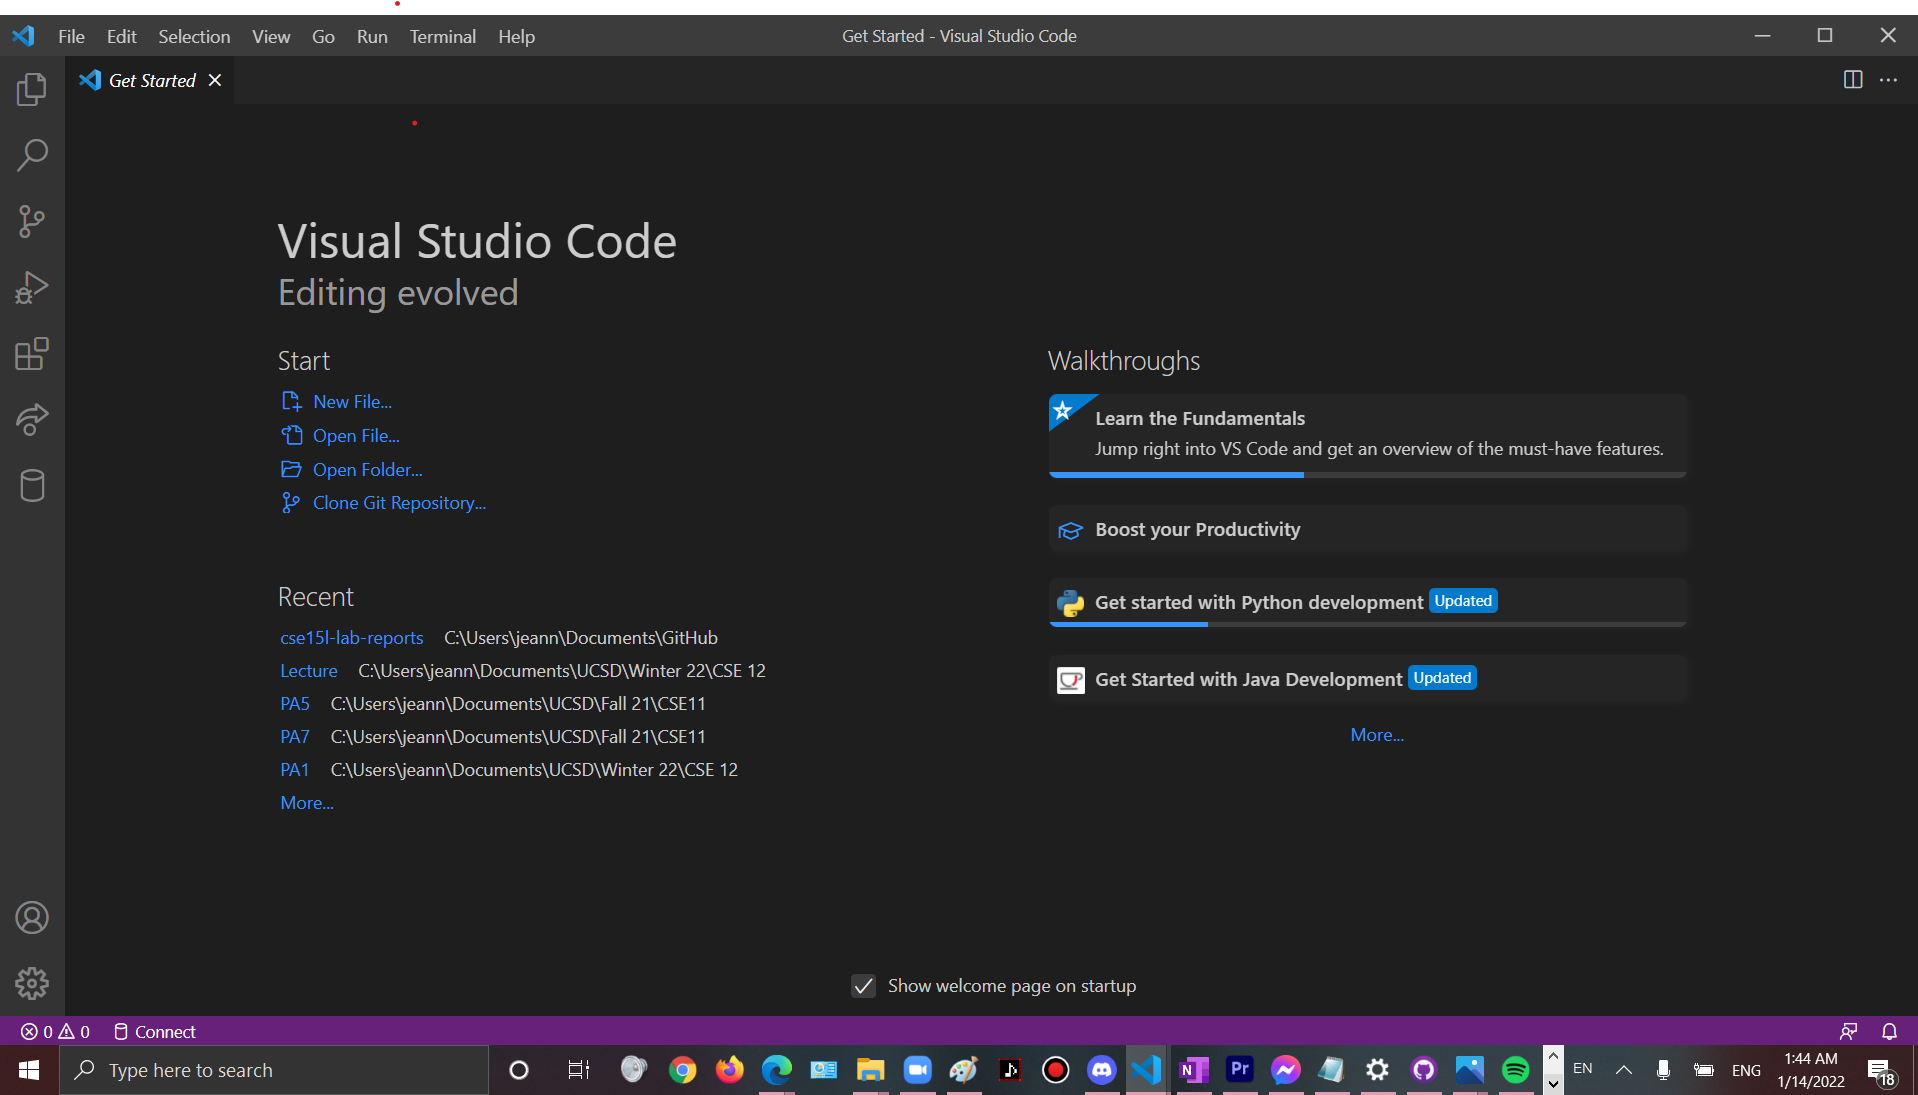 File Edit Selection View Go Run Terminal Help Get Started - Visual Studio Code
Get Started
Visual Studio Code
Editing evolved
Start
New File...
Open File...
Open Folder...
Clone Git Repository...
Recent
cse15l-lab-reports C:\Users\jeann\Documents\GitHub
Lecture C:\Users\jeann\Documents\UCSD\Winter 22\CSE 12
PA5 C:\Users\jeann\Documents\UCSD\Fall 21\CSE11
PA7 C:\Users\jeann\Documents\UCSD\Fall 21\CSE11
PA1 C:\Users\jeann\Documents\UCSD\Winter 22\CSE 12
More...
Walkthroughs
Learn the Fundamentals
Jump right into VS Code and get an overview of the must-have features.
Boost your Productivity
Get started with Python development Updated
Get Started with Java Development Updated
More...
Show welcome page on startup
0 0 Connect
Type here to search
N
Pr
EN
ENG
1:44 AM
1/14/2022
18